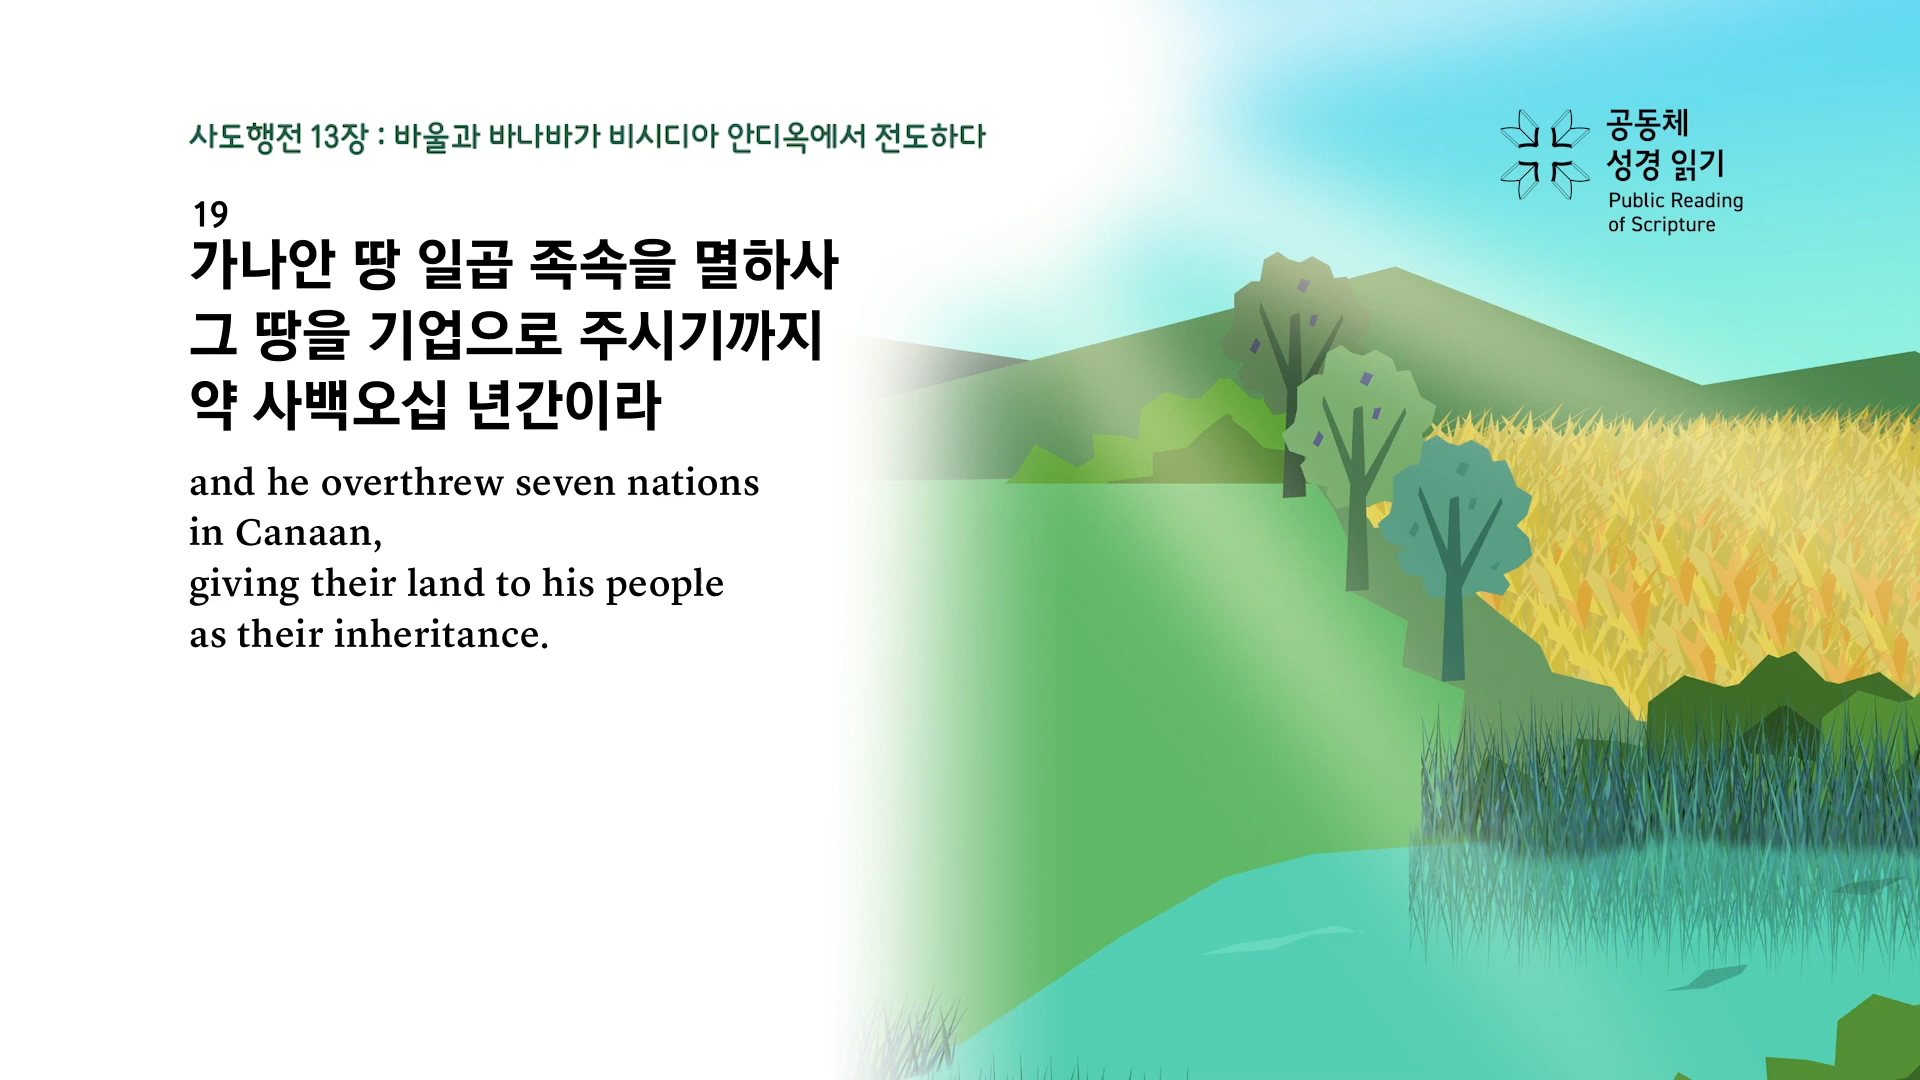 사도행전 13장 : 바울과 바나바가 비시디아 안디옥에서 전도하다
19
가나안 땅 일곱 족속을 멸하사
그 땅을 기업으로 주시기까지
약 사백오십 년간이라
and he overthrew seven nations
in Canaan,
giving their land to his people
as their inheritance.
공동체
성경 읽기
Public Reading
of Scripture